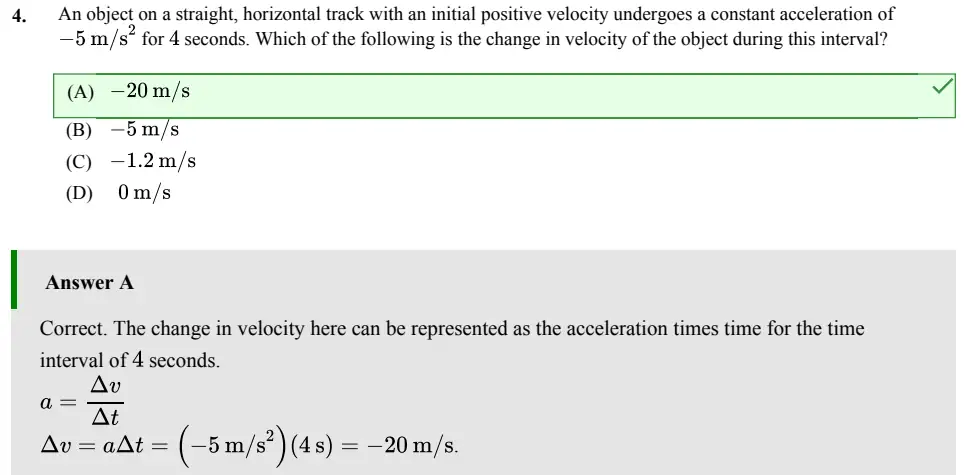 4. An object on a straight, horizontal track with an initial positive velocity undergoes a constant acceleration of
−5 m/s² for 4 seconds. Which of the following is the change in velocity of the object during this interval?
(A) −20 m/s
(B) −5 m/s
(C) −1.2 m/s
(D) 0 m/s
Answer A
Correct. The change in velocity here can be represented as the acceleration times time for the time
interval of 4 seconds.
a = Δv/Δt
Δv = aΔt = (−5 m/s²)(4 s) = −20 m/s.